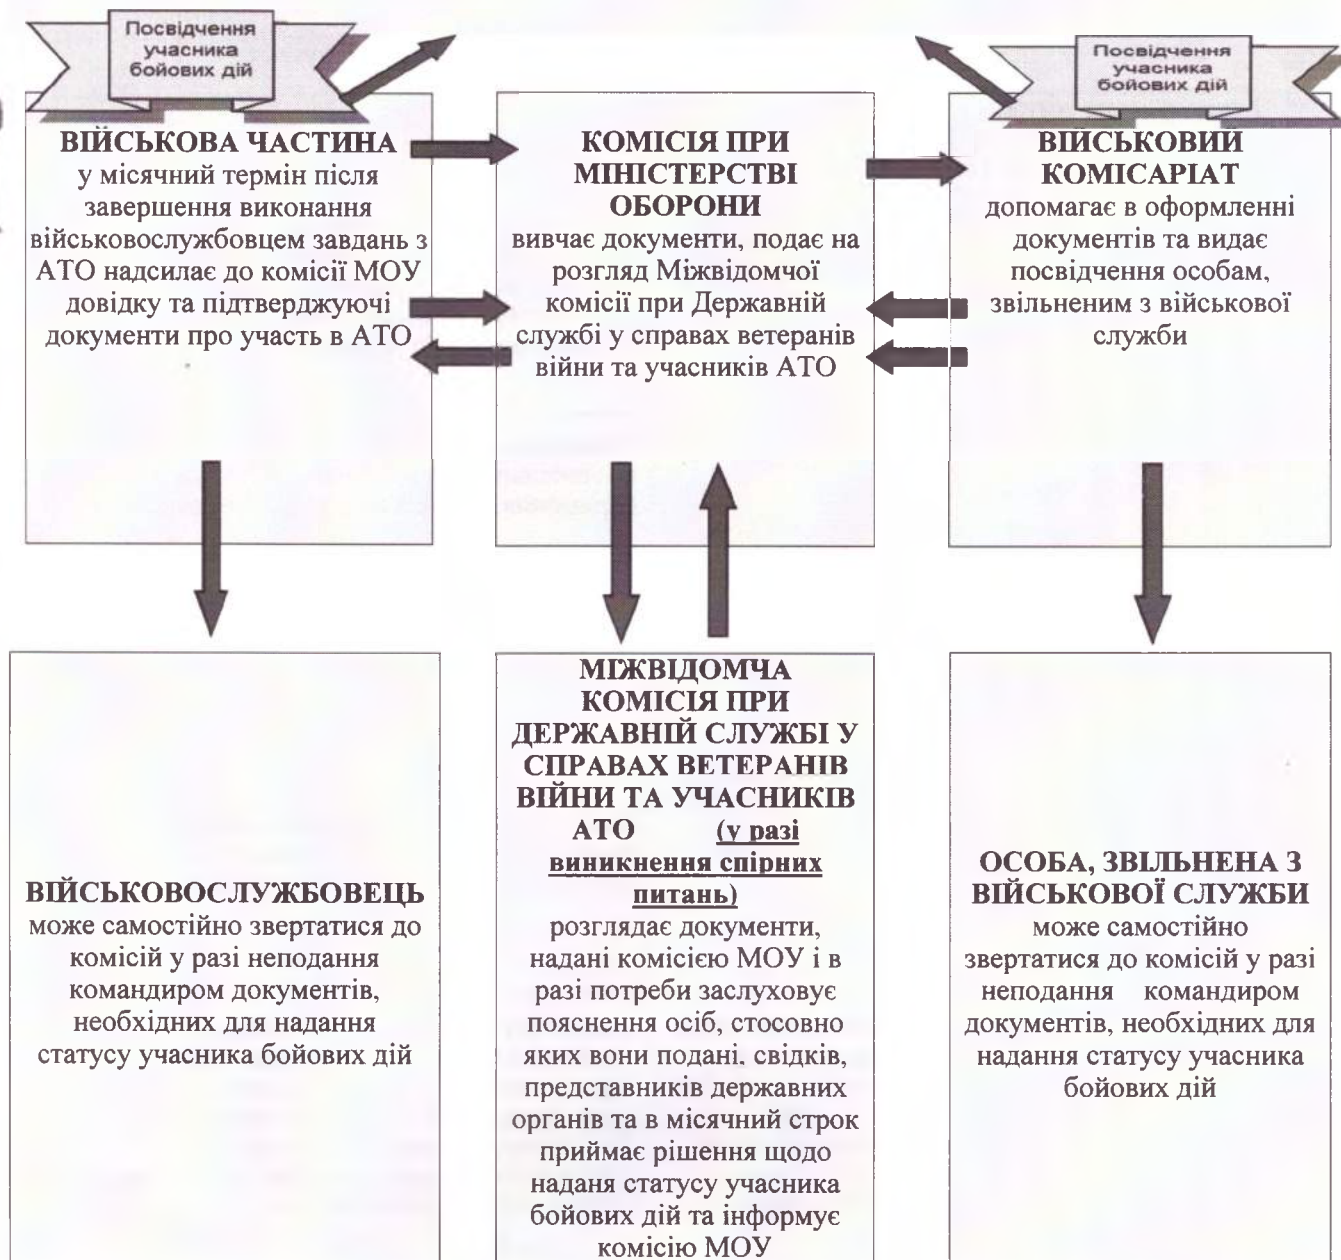 Посвідчення
учасника
бойових дій
ВІЙСЬКОВА ЧАСТИНА
у місячний термін після
завершення виконання
військовослужбовцем завдань з
АТО надсилає до комісії МОУ
довідку та підтверджуючі
документи про участь в АТО
КОМІСІЯ ПРИ
МІНІСТЕРСТВІ
ОБОРОНИ
вивчає документи, подає на
розгляд Міжвідомчої
комісії при Державній
службі у справах ветеранів
війни та учасників АТО
Посвідчення
учасника
бойових дій
ВІЙСЬКОВИЙ
КОМІСАРІАТ
допомагає в оформленні
документів та видає
посвідчення особам,
звільненим з військової
служби
ВІЙСЬКОВОСЛУЖБОВЕЦЬ
може самостійно звертатися до
комісій у разі неподання
командиром документів,
необхідних для надання
статусу учасника бойових дій
МІЖВІДОМЧА
КОМІСІЯ ПРИ
ДЕРЖАВНІЙ СЛУЖБІ У
СПРАВАХ ВЕТЕРАНІВ
ВІЙНИ ТА УЧАСНИКІВ
АТО (у разі
виникнення спірних
питань)
розглядає документи,
надані комісією МОУ і в
разі потреби заслуховує
пояснення осіб, стосовно
яких вони подані, свідків,
представників державних
органів та в місячний строк
приймає рішення щодо
наданя статусу учасника
бойових дій та інформує
комісію МОУ
ОСОБА, ЗВІЛЬНЕНА З
ВІЙСЬКОВОЇ СЛУЖБИ
може самостійно
звертатися до комісій у разі
неподання командиром
документів, необхідних для
надання статусу учасника
бойових дій